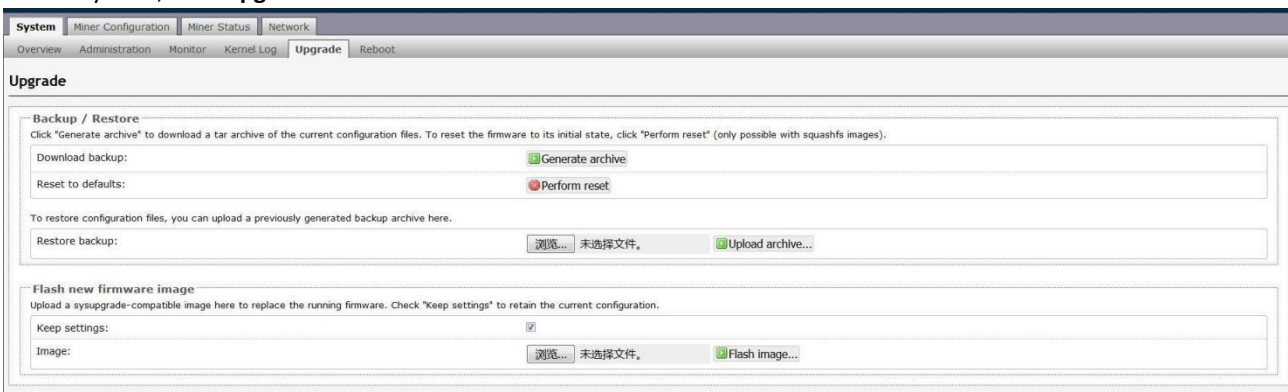 System Miner Configuration Miner Status Network
Overview Administration Monitor Kernel Log Upgrade Reboot
Upgrade
Backup / Restore
Click "Generate archive" to download a tar archive of the current configuration files. To reset the firmware to its initial state, click "Perform reset" (only possible with squashfs images).
Download backup: Generate archive
Reset to defaults: Perform reset
To restore configuration files, you can upload a previously generated backup archive here.
Restore backup: 浏览... 未选择文件。 Upload archive...
Flash new firmware image
Upload a sysupgrade-compatible image here to replace the running firmware. Check "Keep settings" to retain the current configuration.
Keep settings:
Image: 浏览... 未选择文件。 Flash image...